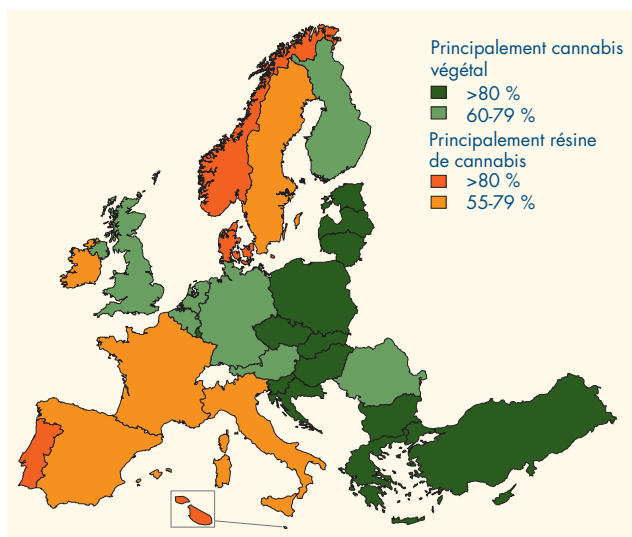 Principalement cannabis
végétal
>80 %
60-79 %
Principalement résine
de cannabis
>80 %
55-79 %